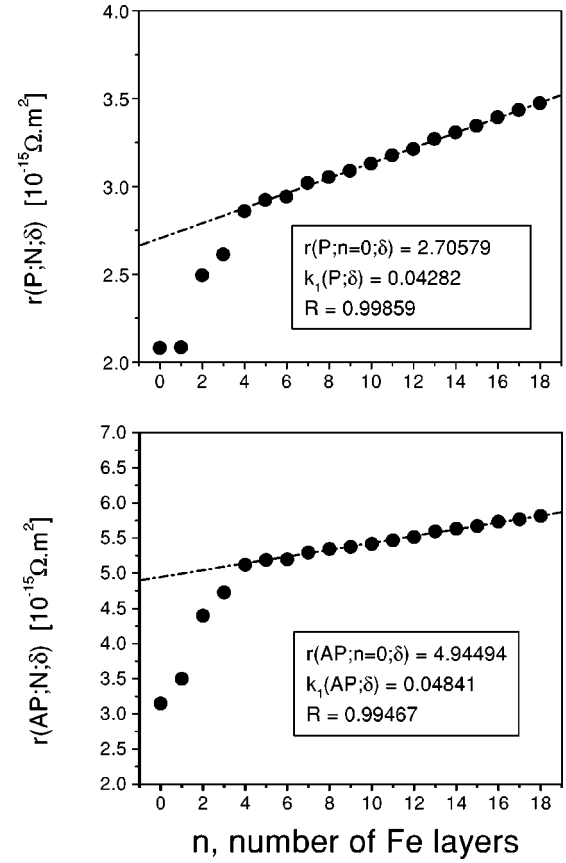 r(P;N;δ) [10⁻¹⁵Ω.m²]
4.0
3.5
3.0
2.5
2.0
r(P;n=0;δ) = 2.70579
k₁(P;δ) = 0.04282
R = 0.99859
0 2 4 6 8 10 12 14 16 18
r(AP;N;δ) [10⁻¹⁵Ω.m²]
7.0
6.5
6.0
5.5
5.0
4.5
4.0
3.5
3.0
2.5
2.0
r(AP;n=0;δ) = 4.94494
k₁(AP;δ) = 0.04841
R = 0.99467
0 2 4 6 8 10 12 14 16 18
n, number of Fe layers